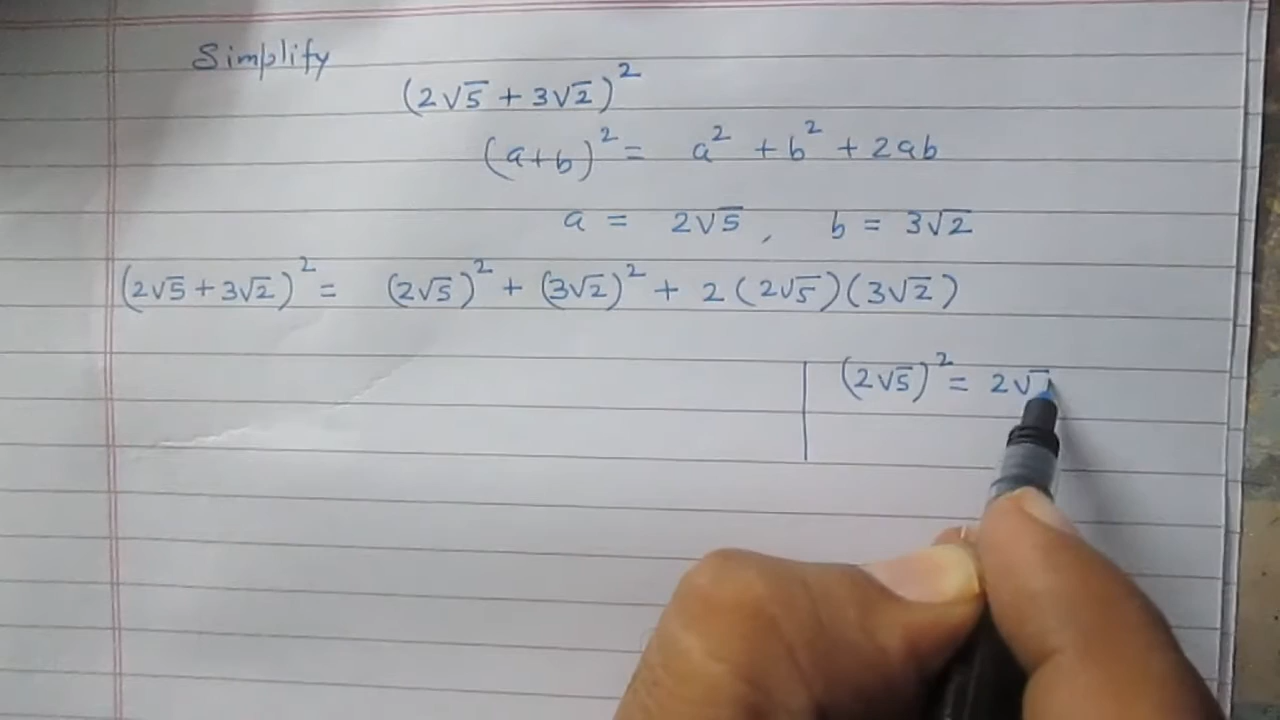 Simplify
(2√5 + 3√2)²
(a+b)² = a² + b² + 2ab
a = 2√5 , b = 3√2
(2√5 + 3√2)² = (2√5)² + (3√2)² + 2(2√5)(3√2)
(2√5)² = 2√